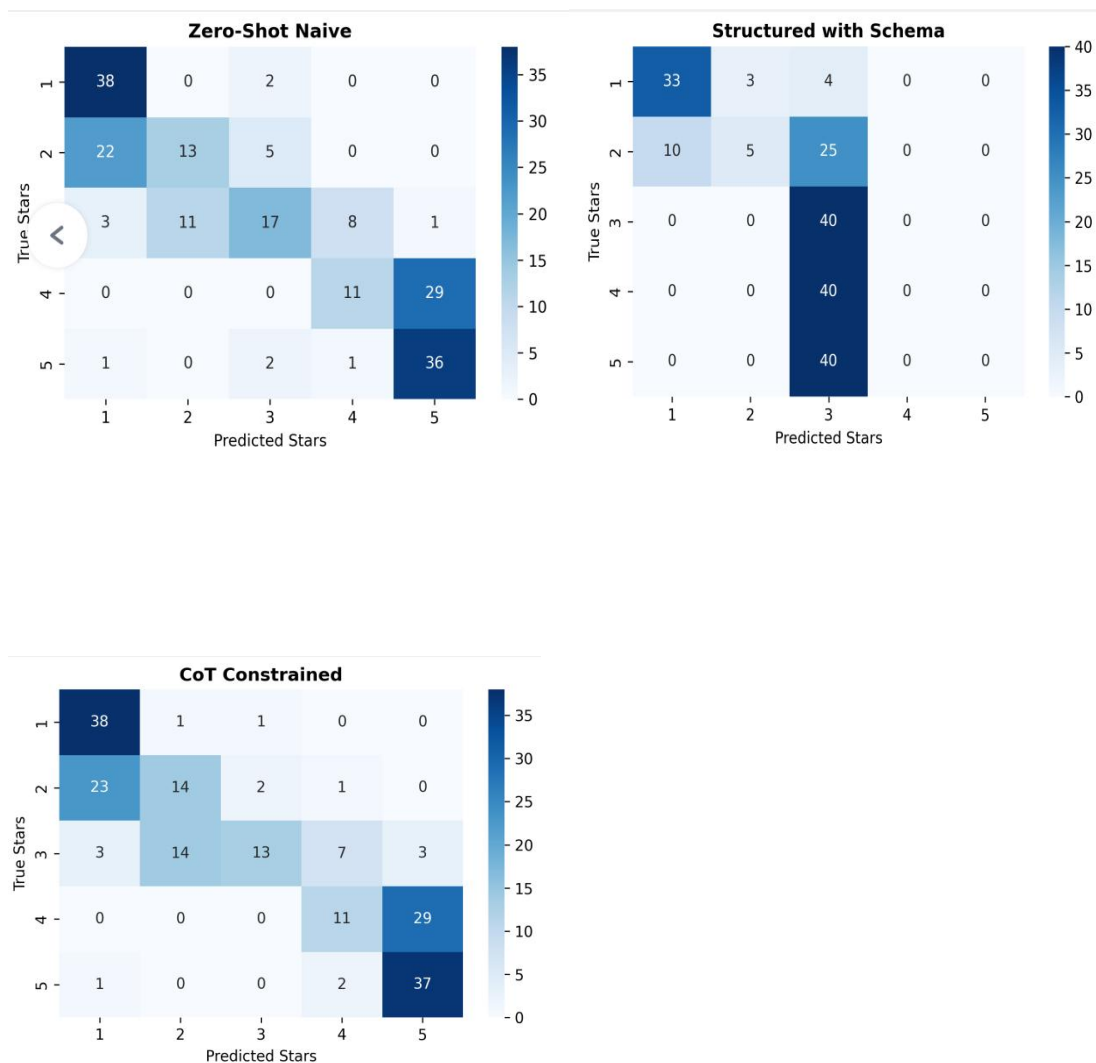 Zero-Shot Naive
True Stars
1 38 0 2 0 0 35
30
2 22 13 5 0 0
25
20
3 3 11 17 8 1
15
4 0 0 0 11 29
10
5
5 1 0 2 1 36
0
1 2 3 4 5
Predicted Stars
Structured with Schema
True Stars
40
1 33 3 4 0 0
35
30
2 10 5 25 0 0
25
3 0 0 40 0 0
20
15
4 0 0 40 0 0
10
5 0 0 40 0 0
5
0
1 2 3 4 5
Predicted Stars
CoT Constrained
True Stars
1 38 1 1 0 0 35
30
2 23 14 2 1 0
25
20
3 3 14 13 7 3
15
4 0 0 0 11 29
10
5
5 1 0 0 2 37
0
1 2 3 4 5
Predicted Stars